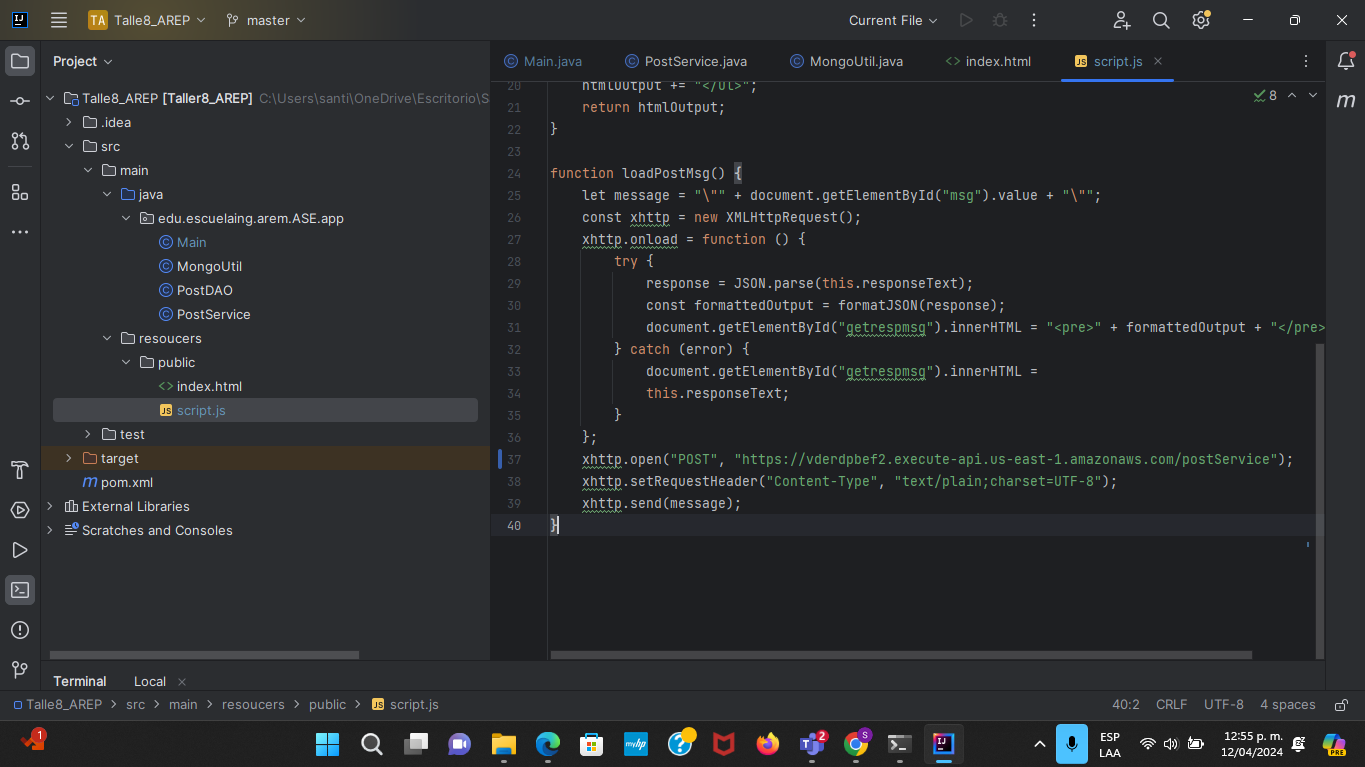 TA Talle8_AREP master Current File
Project
Main.java PostService.java MongoUtil.java index.html script.js
Talle8_AREP [Taller8_AREP] C:\Users\santi\OneDrive\Escritorio\S
.idea
src
main
java
edu.escuelaing.arem.ASE.app
Main
MongoUtil
PostDAO
PostService
resoucers
public
index.html
script.js
test
target
pom.xml
External Libraries
Scratches and Consoles
8
20 htmlOutput += "</ul>";
21 return htmlOutput;
22 }
23
24 function loadPostMsg() {
25 let message = "\"" + document.getElementById("msg").value + "\"";
26 const xhttp = new XMLHttpRequest();
27 xhttp.onload = function () {
28 try {
29 response = JSON.parse(this.responseText);
30 const formattedOutput = formatJSON(response);
31 document.getElementById("getrespmsg").innerHTML = "<pre>" + formattedOutput + "</pre>
32 } catch (error) {
33 document.getElementById("getrespmsg").innerHTML =
34 this.responseText;
35 }
36 };
37 xhttp.open("POST", "https://vderdpbef2.execute-api.us-east-1.amazonaws.com/postService");
38 xhttp.setRequestHeader("Content-Type", "text/plain;charset=UTF-8");
39 xhttp.send(message);
40 }
Terminal Local
Talle8_AREP > src > main > resoucers > public > script.js 40:2 CRLF UTF-8 4 spaces
ESP
LAA
12:55 p. m.
12/04/2024